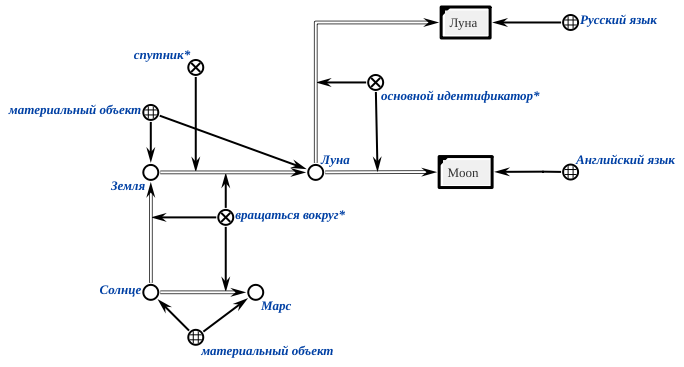 Луна
Русский язык
спутник*
основной идентификатор*
материальный объект
Луна
Английский язык
Moon
Земля
вращаться вокруг*
Солнце
Марс
материальный объект